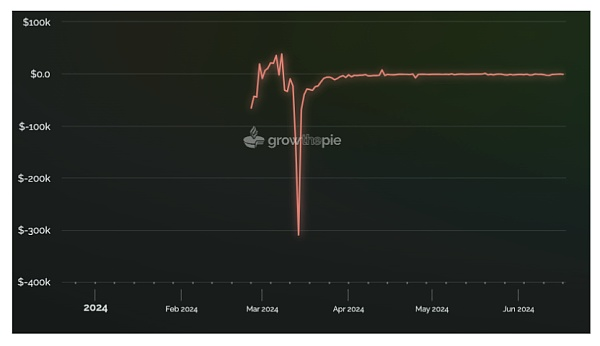 $100k
$0.0
$-100k
growthepie
$-200k
$-300k
$-400k
2024
Feb 2024
Mar 2024
Apr 2024
May 2024
Jun 2024